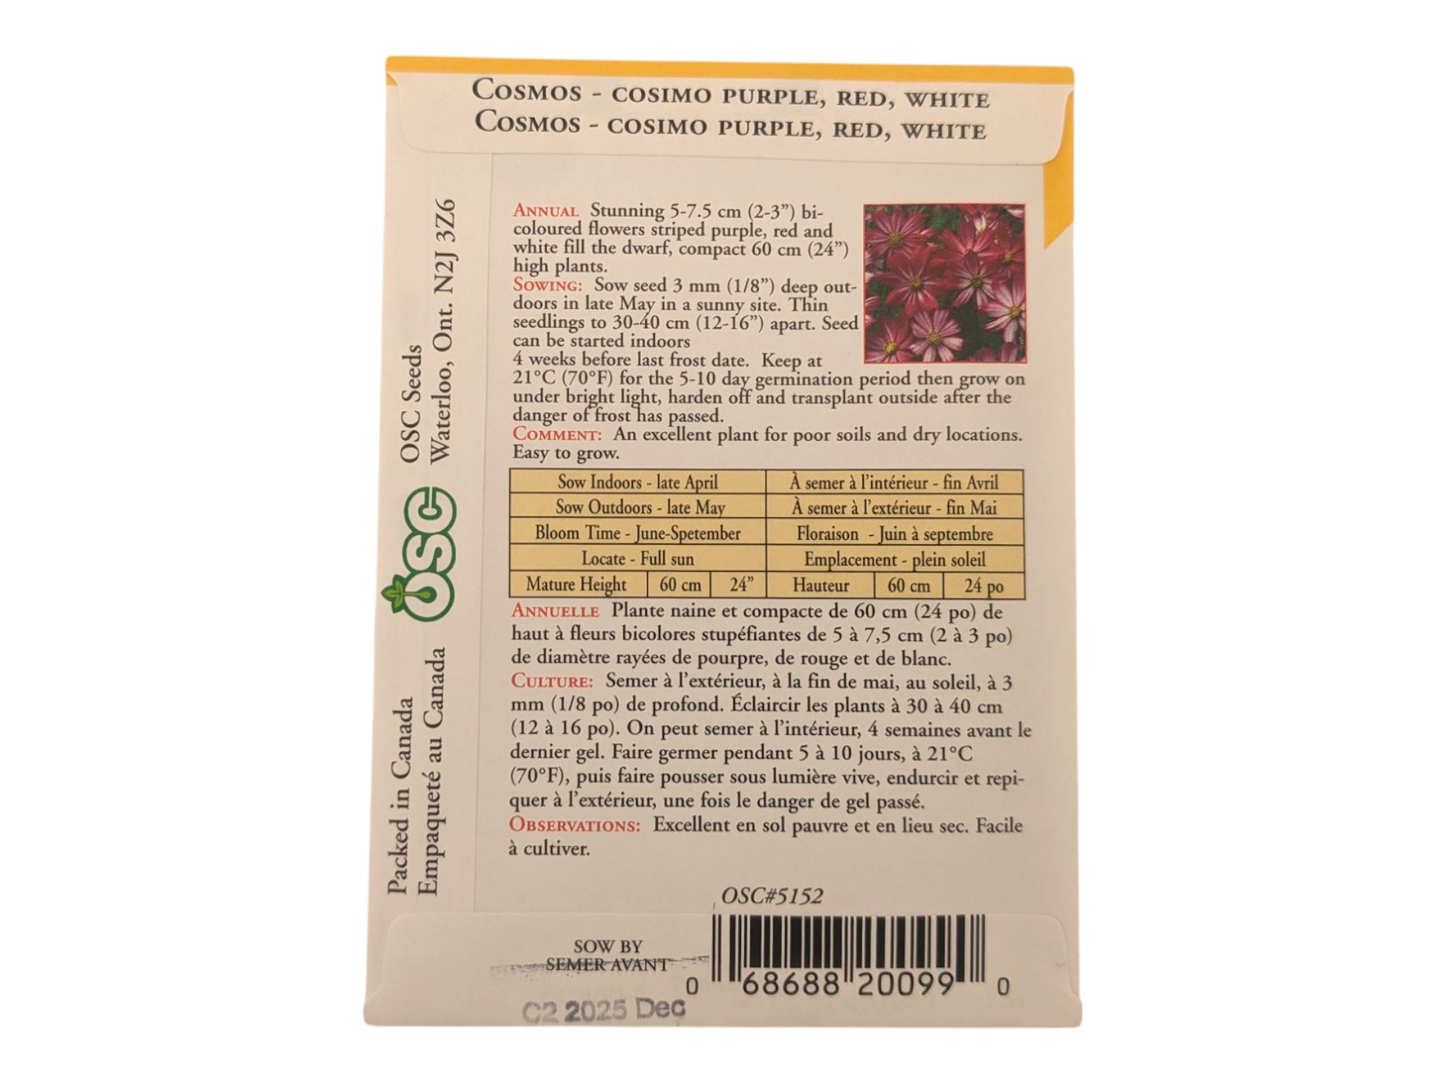 COSMOS - COSIMO PURPLE, RED, WHITE
COSMOS - COSIMO PURPLE, RED, WHITE
ANNUAL Stunning 5-7.5 cm (2-3") bi-
coloured flowers striped purple, red and
white fill the dwarf, compact 60 cm (24")
high plants.
SOWING: Sow seed 3 mm (1/8") deep out-
doors in late May in a sunny site. Thin
seedlings to 30-40 cm (12-16") apart. Seed
can be started indoors
4 weeks before last frost date. Keep at
21°C (70°F) for the 5-10 day germination period then grow on
under bright light, harden off and transplant outside after the
danger of frost has passed.
COMMENT: An excellent plant for poor soils and dry locations.
Easy to grow.
Sow Indoors - late April À semer à l'intérieur - fin Avril
Sow Outdoors - late May À semer à l'extérieur - fin Mai
Bloom Time - June-Spetember Floraison - Juin à septembre
Locate - Full sun Emplacement - plein soleil
Mature Height 60 cm 24" Hauteur 60 cm 24 po
ANNUELLE Plante naine et compacte de 60 cm (24 po) de
haut à fleurs bicolores stupéfiantes de 5 à 7,5 cm (2 à 3 po)
de diamètre rayées de pourpre, de rouge et de blanc.
CULTURE: Semer à l'extérieur, à la fin de mai, au soleil, à 3
mm (1/8 po) de profond. Éclaircir les plants à 30 à 40 cm
(12 à 16 po). On peut semer à l'intérieur, 4 semaines avant le
dernier gel. Faire germer pendant 5 à 10 jours, à 21°C
(70°F), puis faire pousser sous lumière vive, endurcir et repi-
quer à l'extérieur, une fois le danger de gel passé.
OBSERVATIONS: Excellent en sol pauvre et en lieu sec. Facile
à cultiver.
OSC#5152
SOW BY
SEMER AVANT
C2 2025 Dec
0 68688 20099 0
OSC Seeds
Waterloo, Ont. N2J 3Z6
OSC
Packed in Canada
Empaqueté au Canada